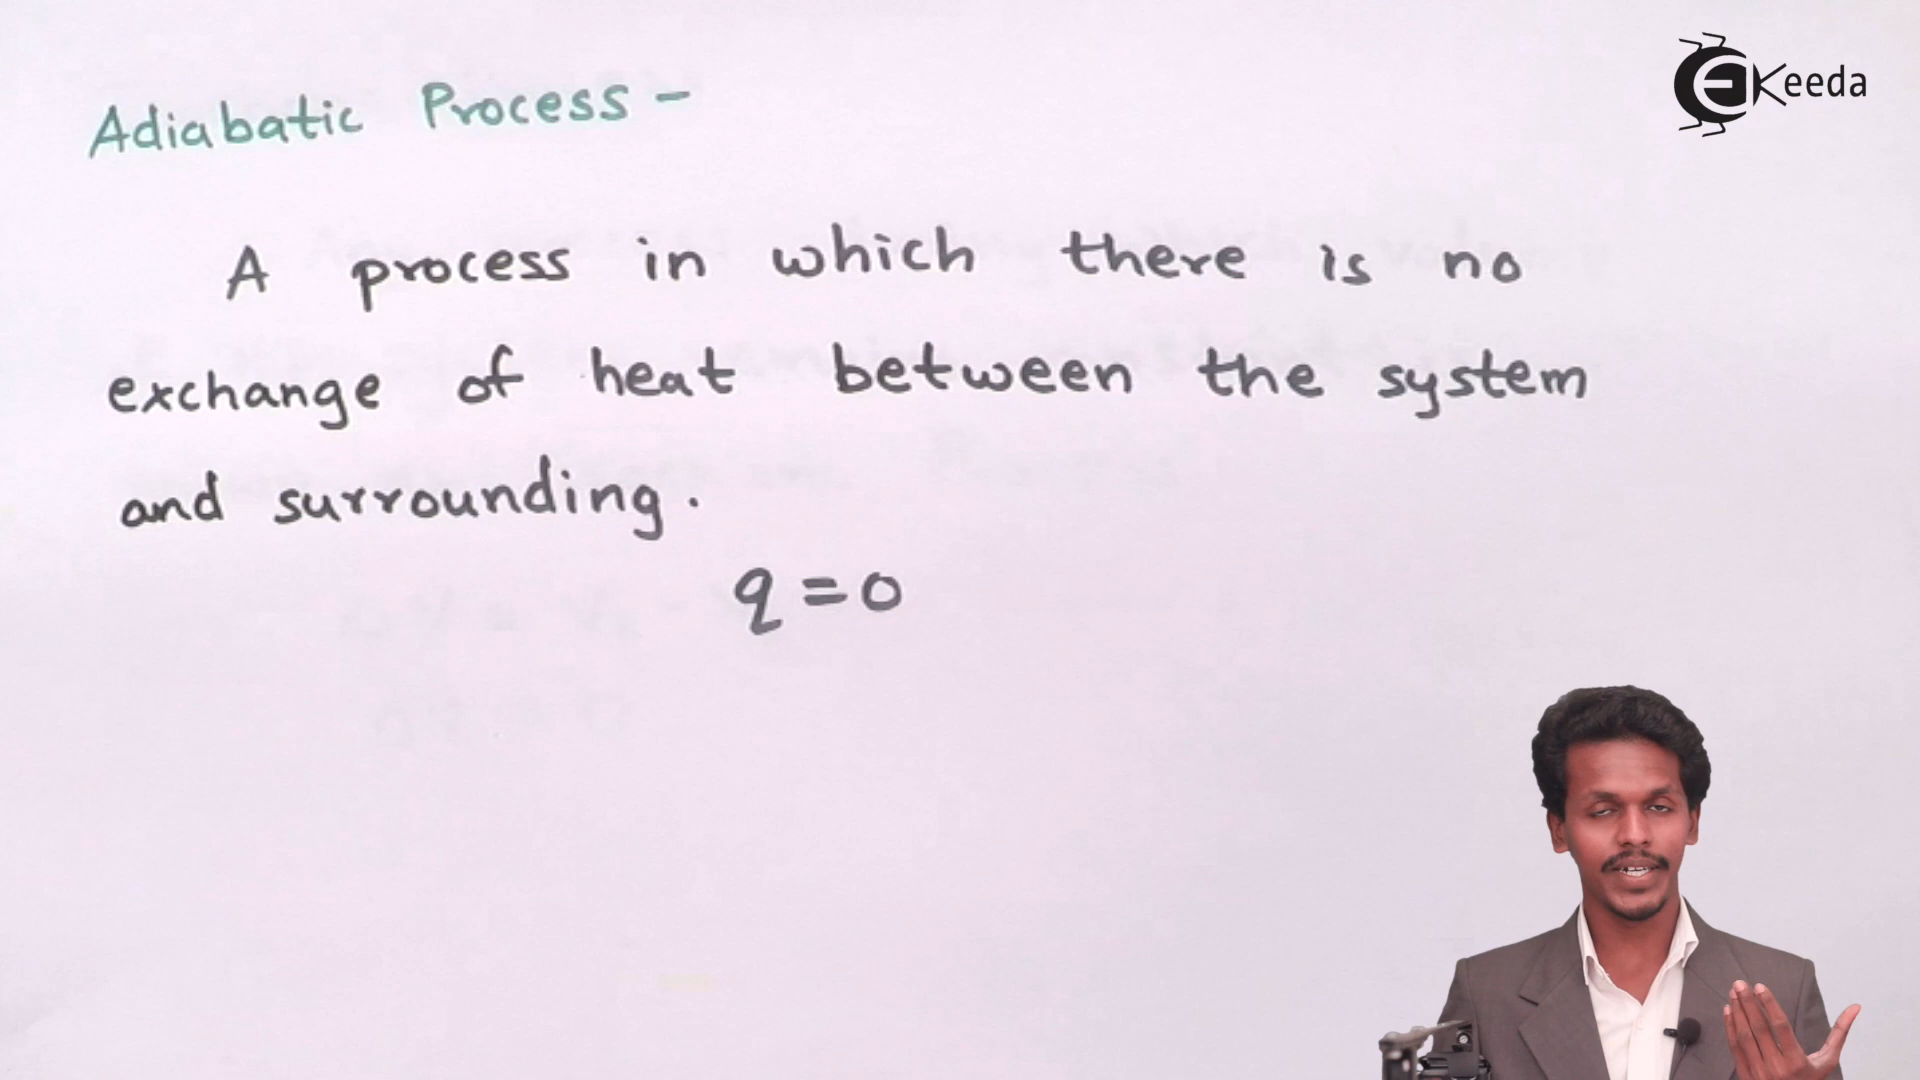 Keeda
Adiabatic Process -
A process in which there is no
exchange of heat between the system
and surrounding.
q = 0